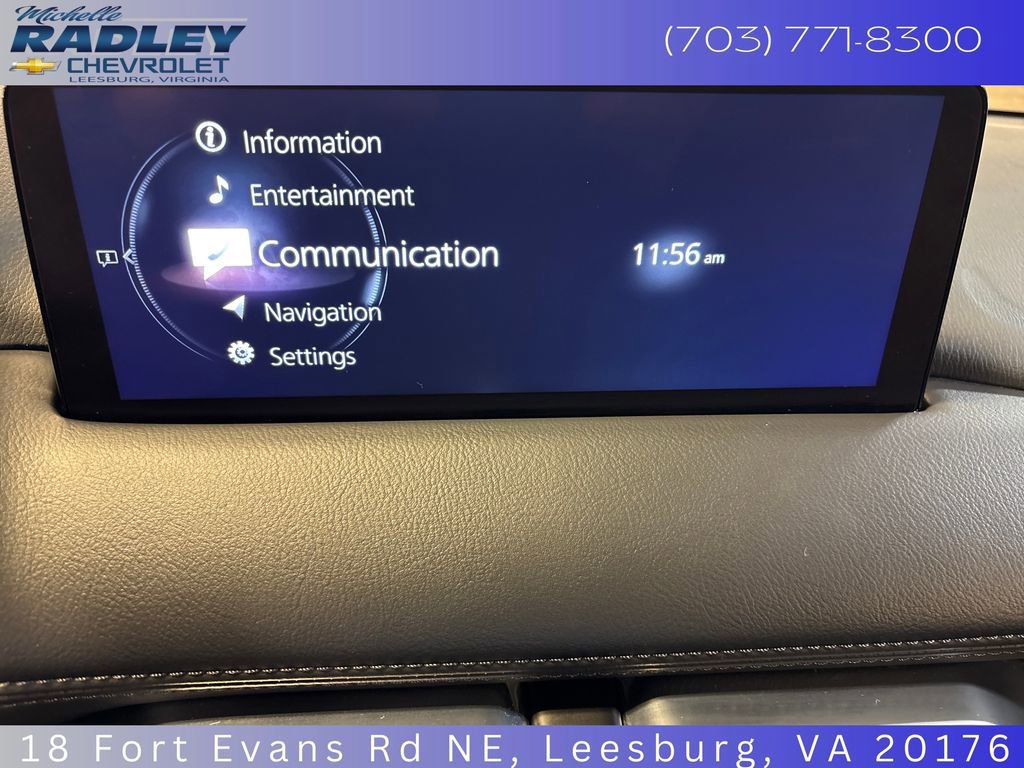 Michelle
RADLEY
CHEVROLET
LEESBURG, VIRGINIA
(703) 771-8300
Information
Entertainment
Communication
11:56 am
Navigation
Settings
18 Fort Evans Rd NE, Leesburg, VA 20176